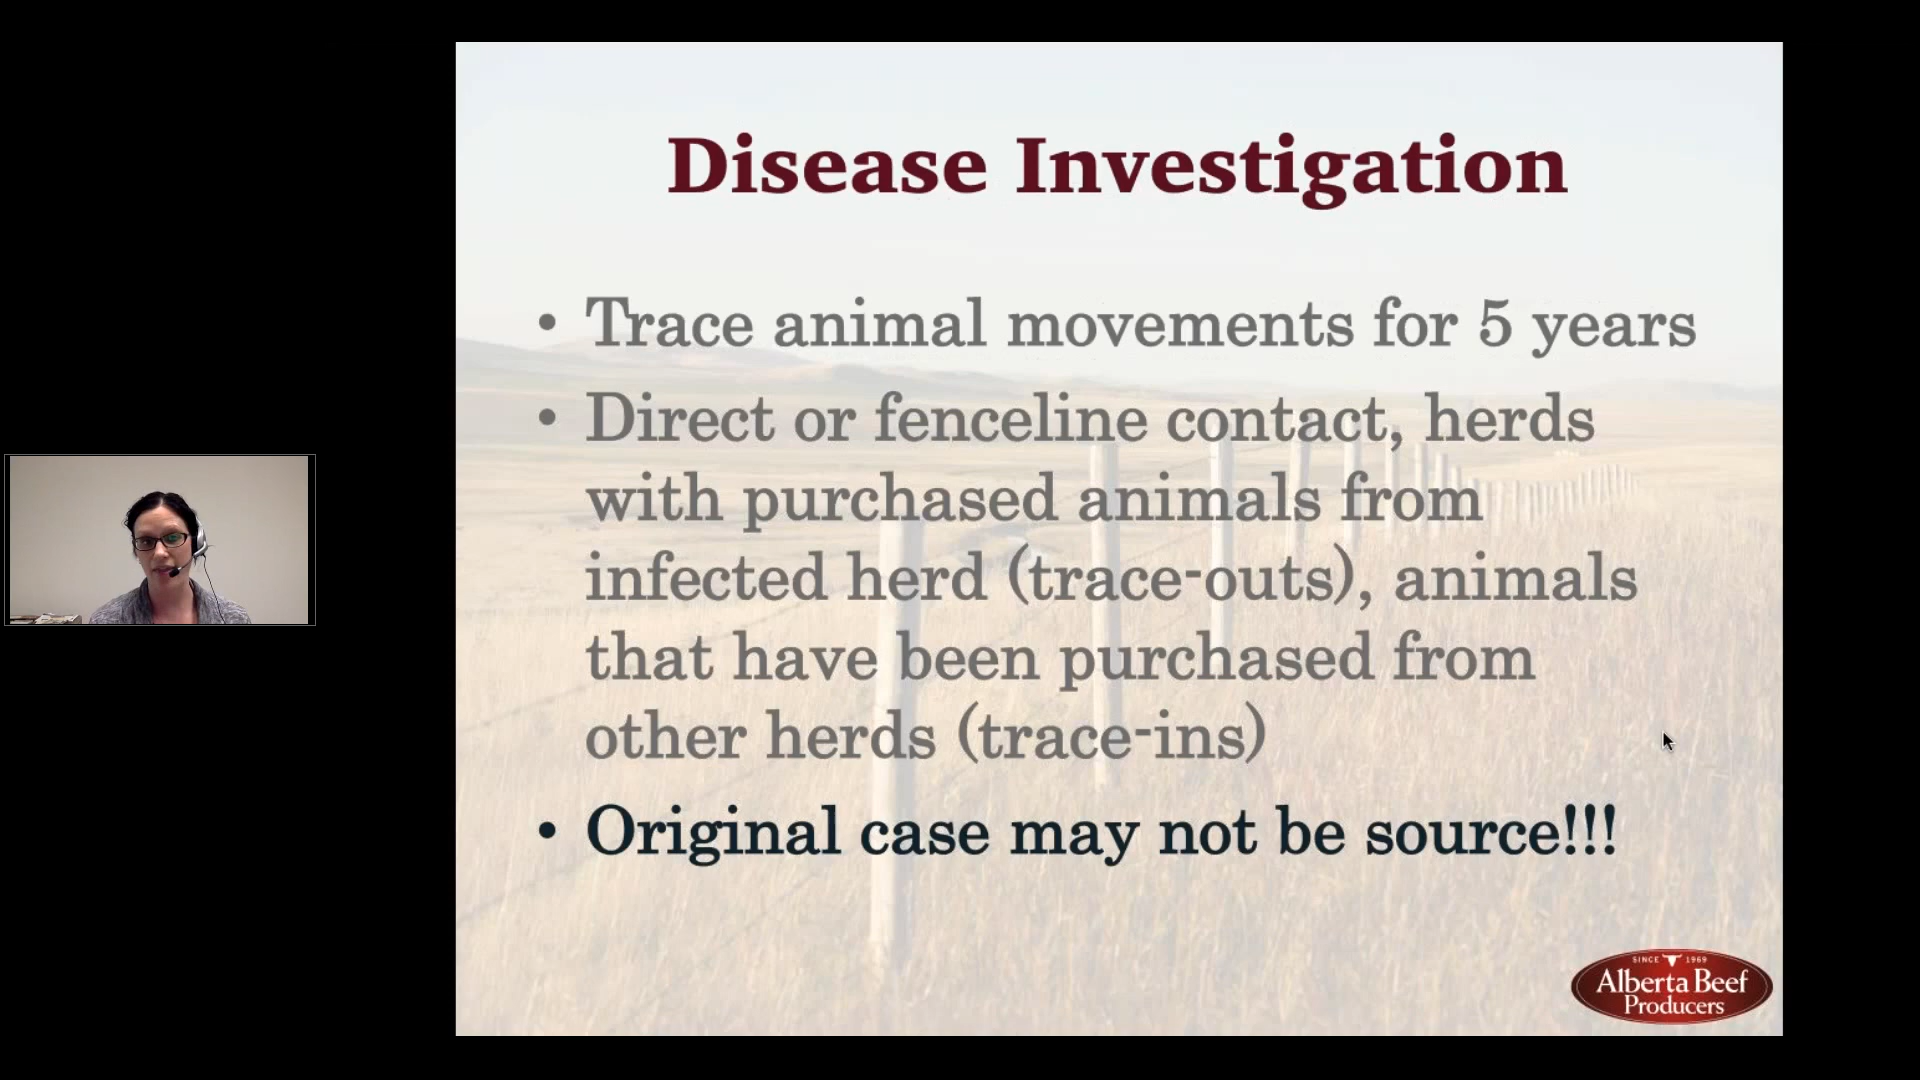 Disease Investigation
• Trace animal movements for 5 years
• Direct or fenceline contact, herds
with purchased animals from
infected herd (trace-outs), animals
that have been purchased from
other herds (trace-ins)
• Original case may not be source!!!
SINCE 1969
Alberta Beef
Producers